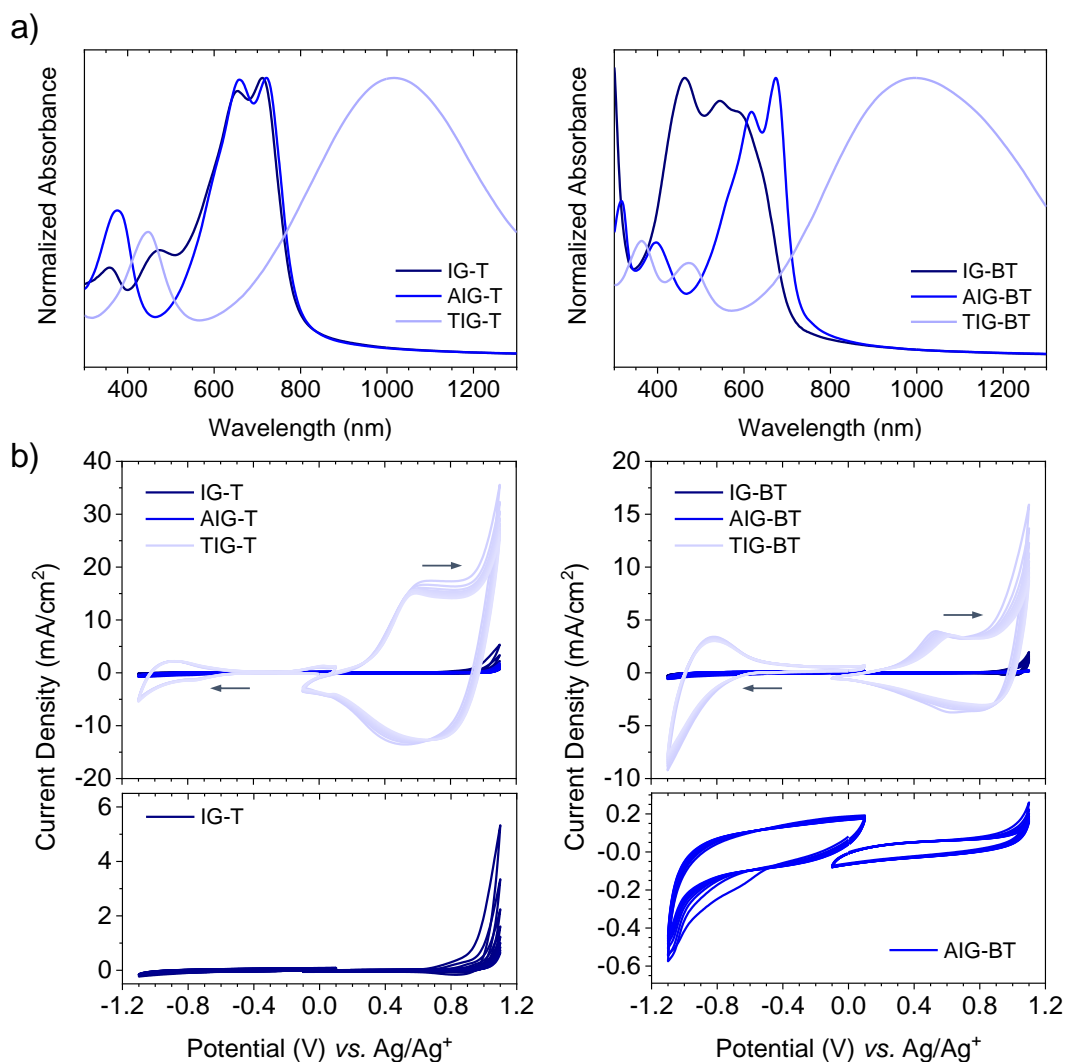 a)
Normalized Absorbance
IG-T
AIG-T
TIG-T
400 600 800 1000 1200
Wavelength (nm)
Normalized Absorbance
IG-BT
AIG-BT
TIG-BT
400 600 800 1000 1200
Wavelength (nm)
b)
Current Density (mA/cm²)
40
30
20
10
0
-10
-20
IG-T
AIG-T
TIG-T
6
4
2
0
IG-T
-1.2 -0.8 -0.4 0.0 0.4 0.8 1.2
Potential (V) vs. Ag/Ag⁺
Current Density (mA/cm²)
20
15
10
5
0
-5
-10
IG-BT
AIG-BT
TIG-BT
0.2
-0.0
-0.2
-0.4
-0.6
AIG-BT
-1.2 -0.8 -0.4 0.0 0.4 0.8 1.2
Potential (V) vs. Ag/Ag⁺